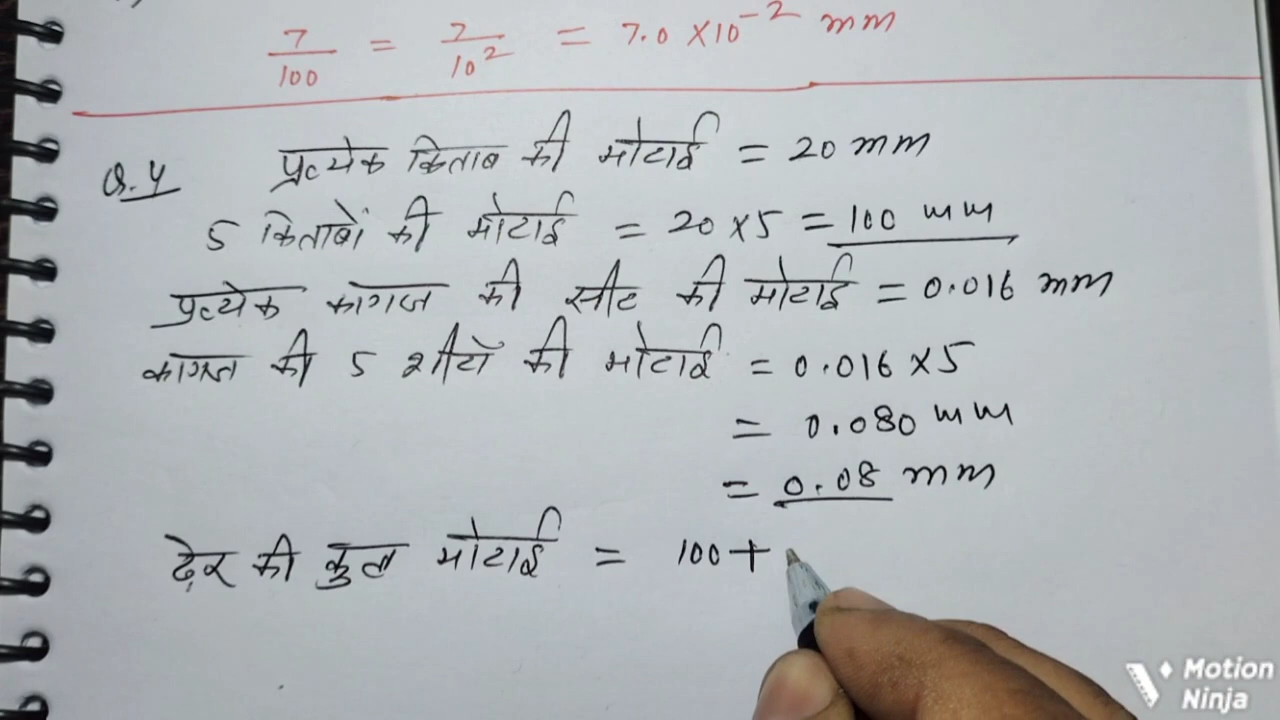 7/100 = 7/10² = 7.0 × 10⁻² mm
Q.4 प्रत्येक किताब की मोटाई = 20 mm
5 किताबों की मोटाई = 20 × 5 = 100 mm
प्रत्येक कागज की सीट की मोटाई = 0.016 mm
कागज की 5 शीटों की मोटाई = 0.016 × 5
= 0.080 mm
= 0.08 mm
ढ़ेर की कुल मोटाई = 100 +
Motion
Ninja